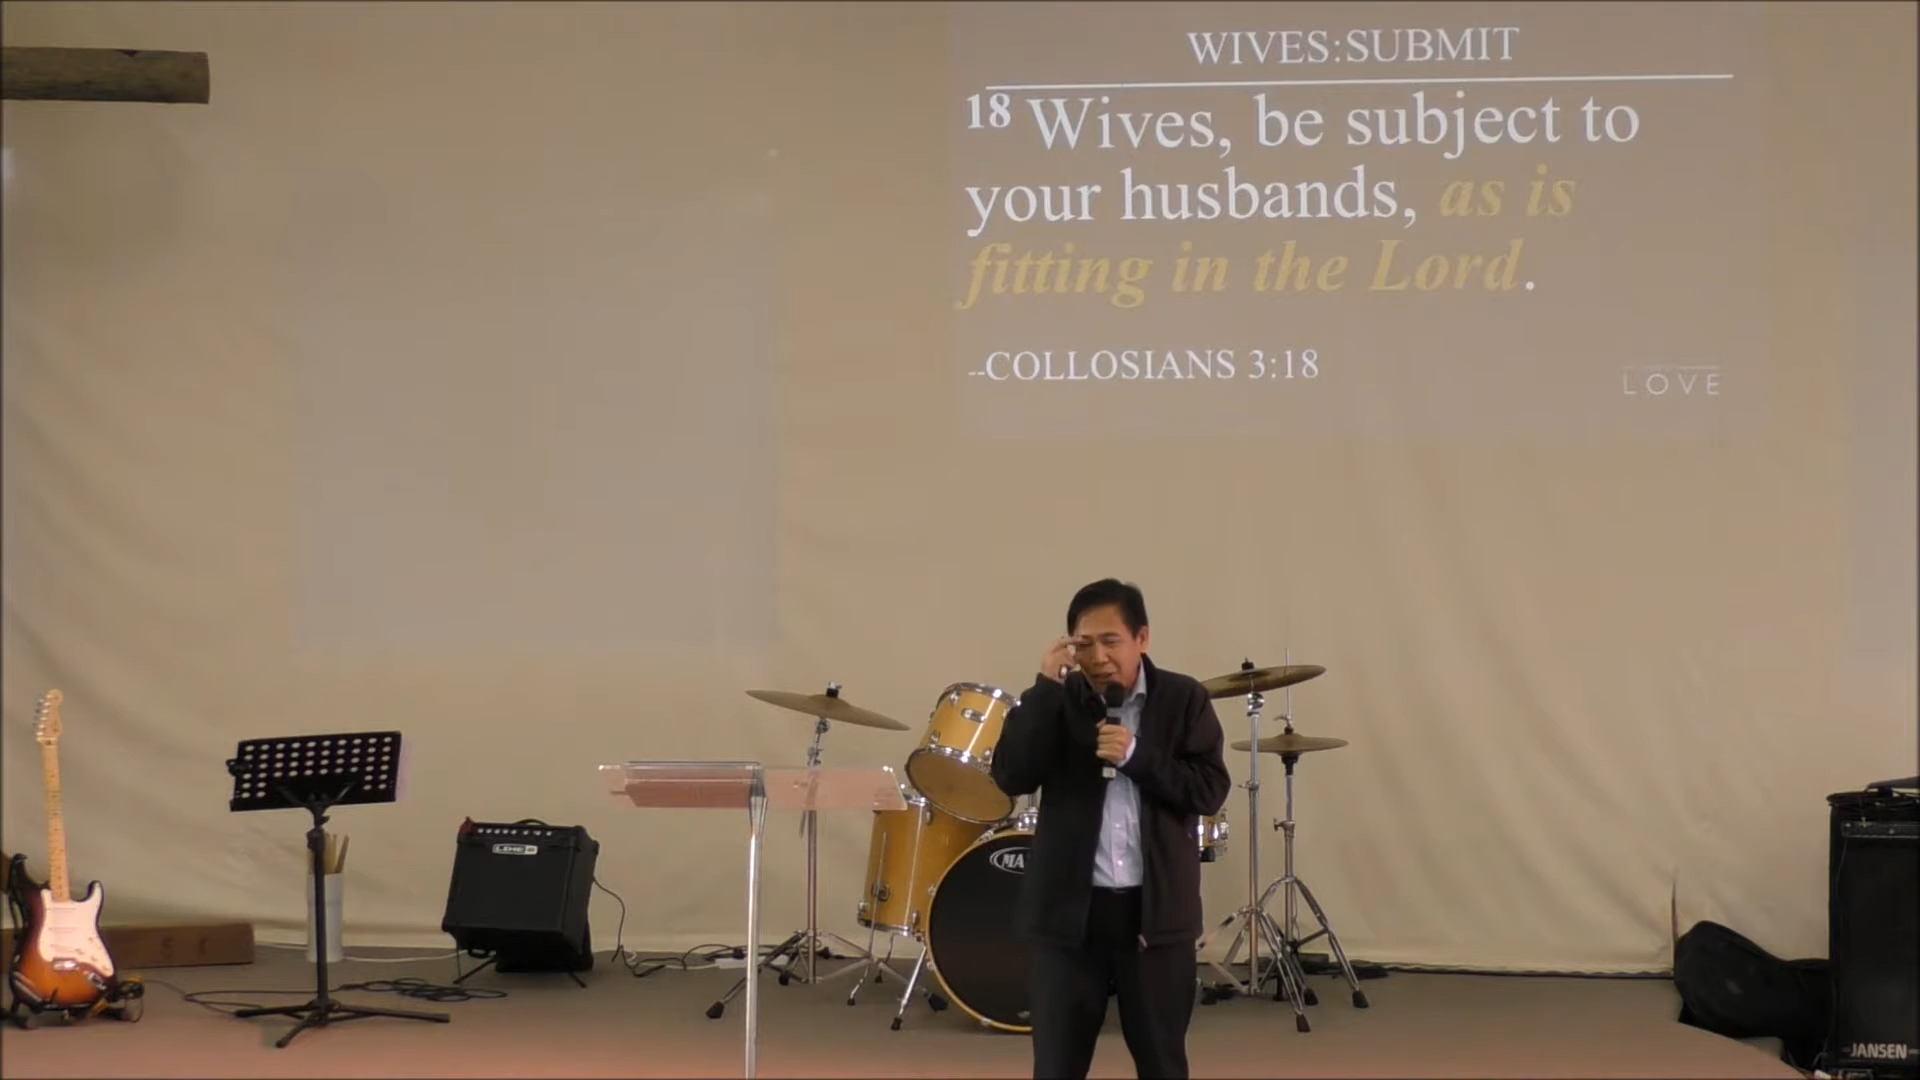 WIVES:SUBMIT
18 Wives, be subject to
your husbands, as is
fitting in the Lord.
--COLLOSIANS 3:18
LOVE
LINE 6
MA
JANSEN